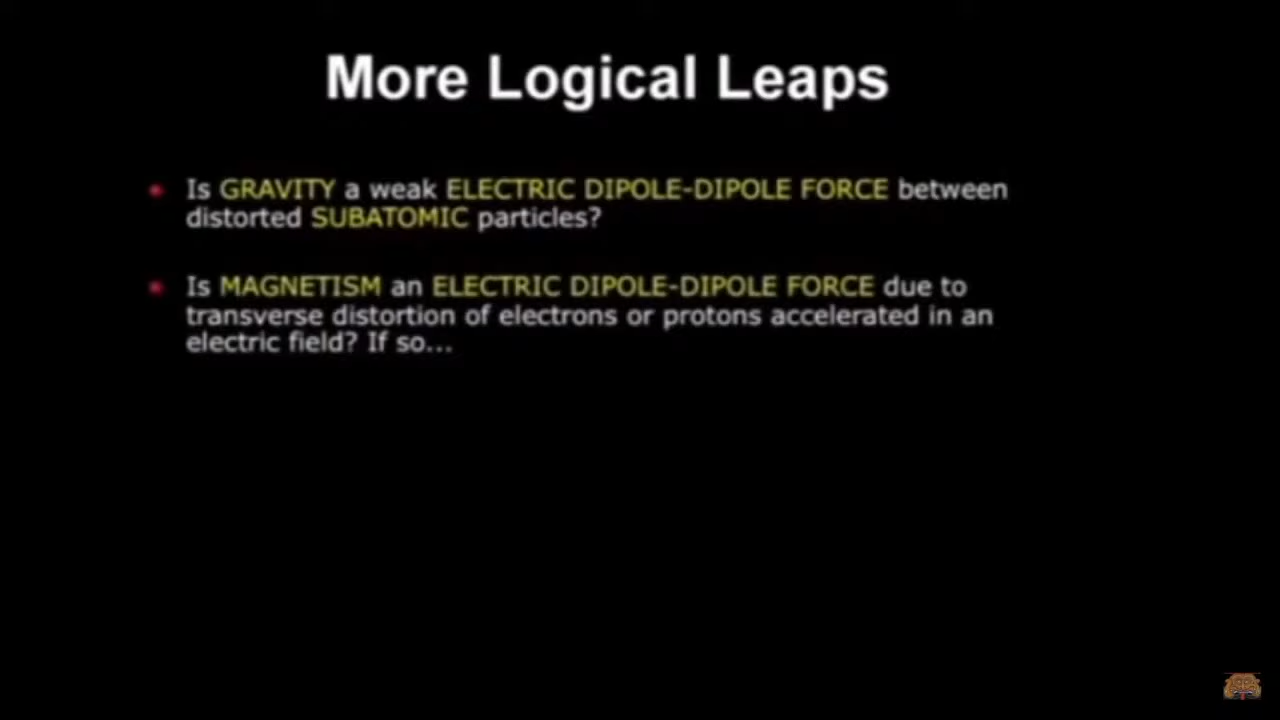 More Logical Leaps
Is GRAVITY a weak ELECTRIC DIPOLE-DIPOLE FORCE between
distorted SUBATOMIC particles?
Is MAGNETISM an ELECTRIC DIPOLE-DIPOLE FORCE due to
transverse distortion of electrons or protons accelerated in an
electric field? If so...